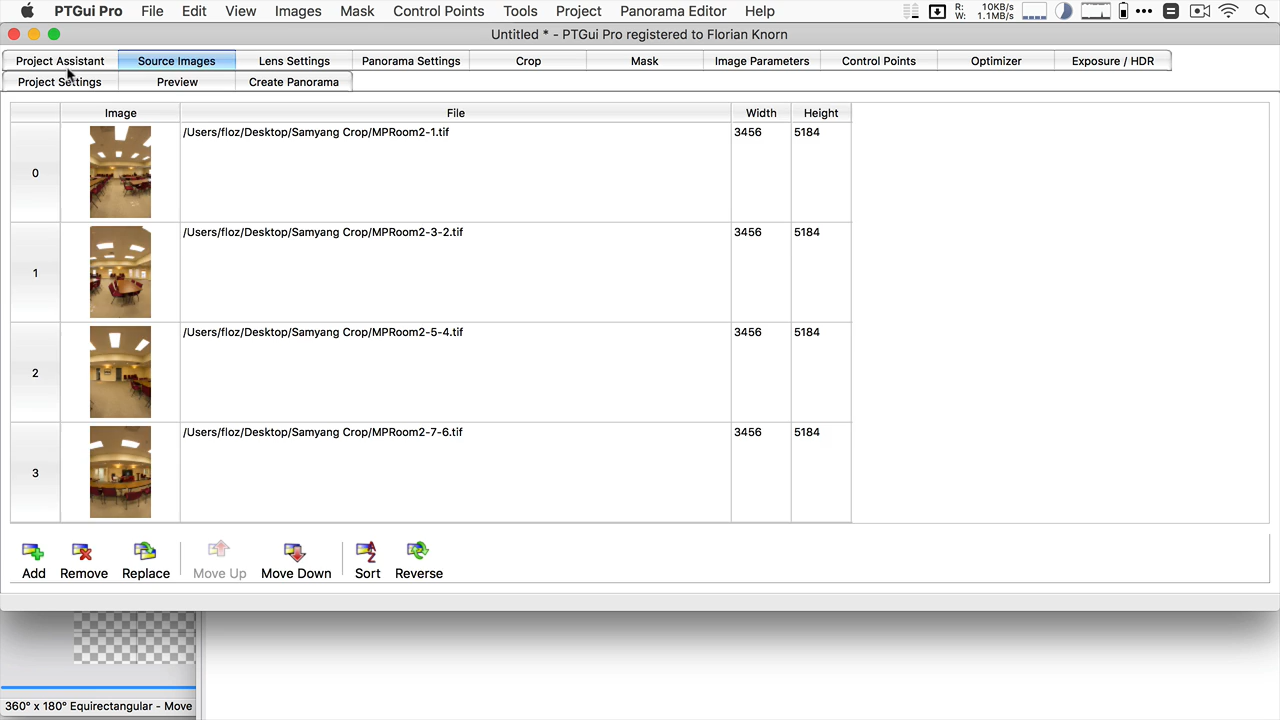 PTGui Pro File Edit View Images Mask Control Points Tools Project Panorama Editor Help R: 10KB/s
W: 1.1MB/s
Untitled * - PTGui Pro registered to Florian Knorn
Project Assistant Source Images Lens Settings Panorama Settings Crop Mask Image Parameters Control Points Optimizer Exposure / HDR
Project Settings Preview Create Panorama
Image File Width Height
0 /Users/floz/Desktop/Samyang Crop/MPRoom2-1.tif 3456 5184
1 /Users/floz/Desktop/Samyang Crop/MPRoom2-3-2.tif 3456 5184
2 /Users/floz/Desktop/Samyang Crop/MPRoom2-5-4.tif 3456 5184
3 /Users/floz/Desktop/Samyang Crop/MPRoom2-7-6.tif 3456 5184
Add Remove Replace Move Up Move Down Sort Reverse
360° x 180° Equirectangular - Move